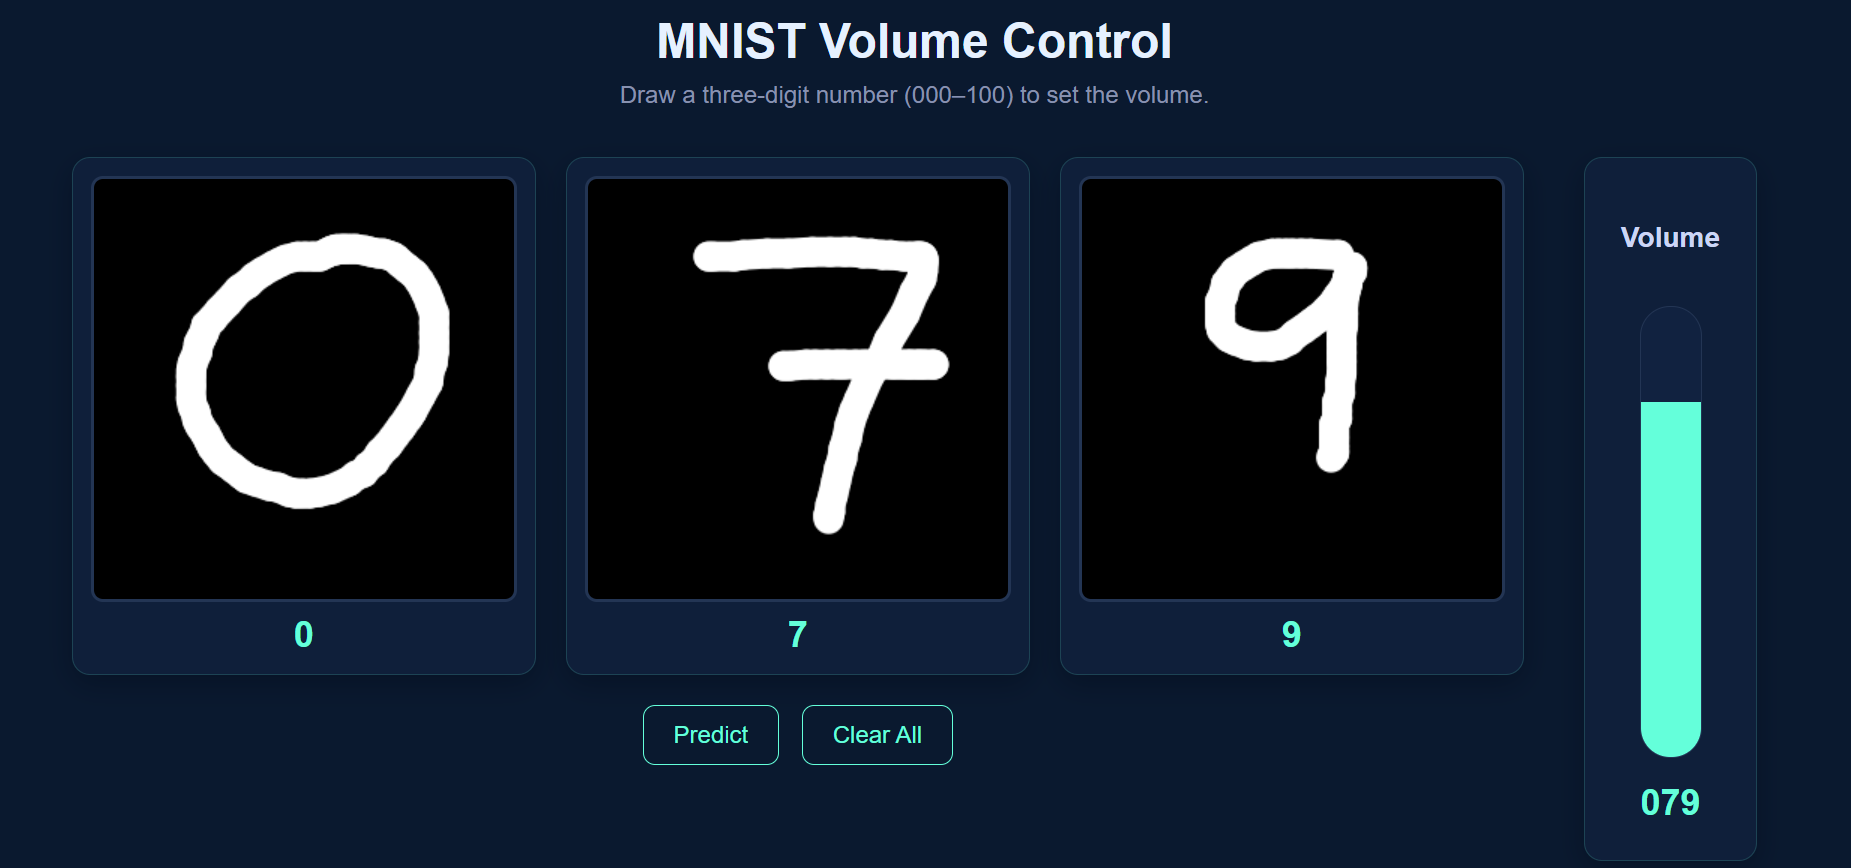 MNIST Volume Control
Draw a three-digit number (000–100) to set the volume.
0 7 9
Volume
0 7 9
Predict Clear All
079